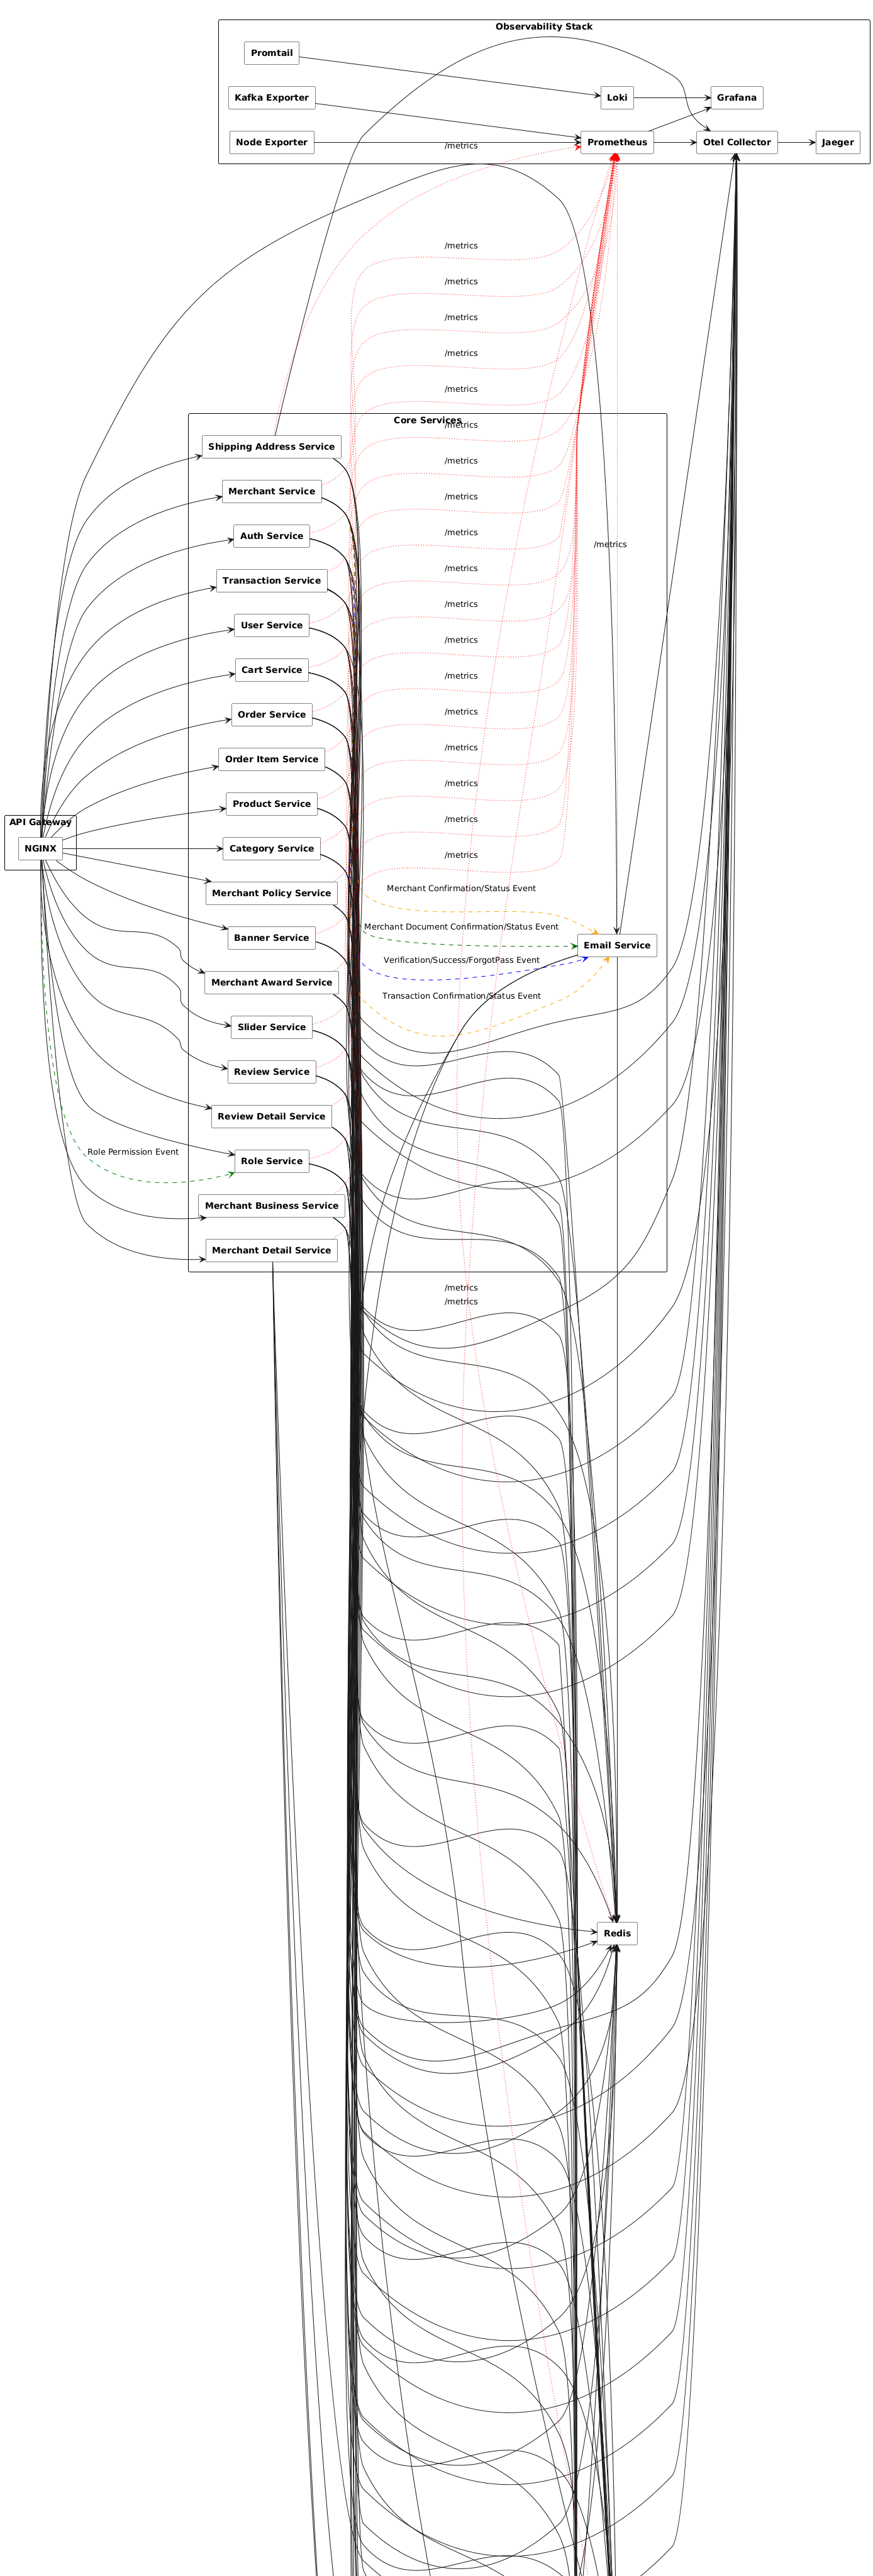 Observability Stack
Promtail
Kafka Exporter
Loki
Grafana
Node Exporter
Prometheus
Otel Collector
Jaeger
/metrics
/metrics
/metrics
/metrics
/metrics
/metrics
Core Services
/metrics
Shipping Address Service
/metrics
Merchant Service
/metrics
Auth Service
/metrics
/metrics
Transaction Service
/metrics
/metrics
User Service
/metrics
Cart Service
/metrics
Order Service
/metrics
Order Item Service
/metrics
/metrics
Product Service
/metrics
API Gateway
NGINX
Category Service
/metrics
Merchant Policy Service
Merchant Confirmation/Status Event
Merchant Document Confirmation/Status Event
Banner Service
Email Service
Verification/Success/ForgotPass Event
Merchant Award Service
Transaction Confirmation/Status Event
Slider Service
Review Service
Review Detail Service
Role Permission Event
Role Service
Merchant Business Service
Merchant Detail Service
/metrics
/metrics
Redis